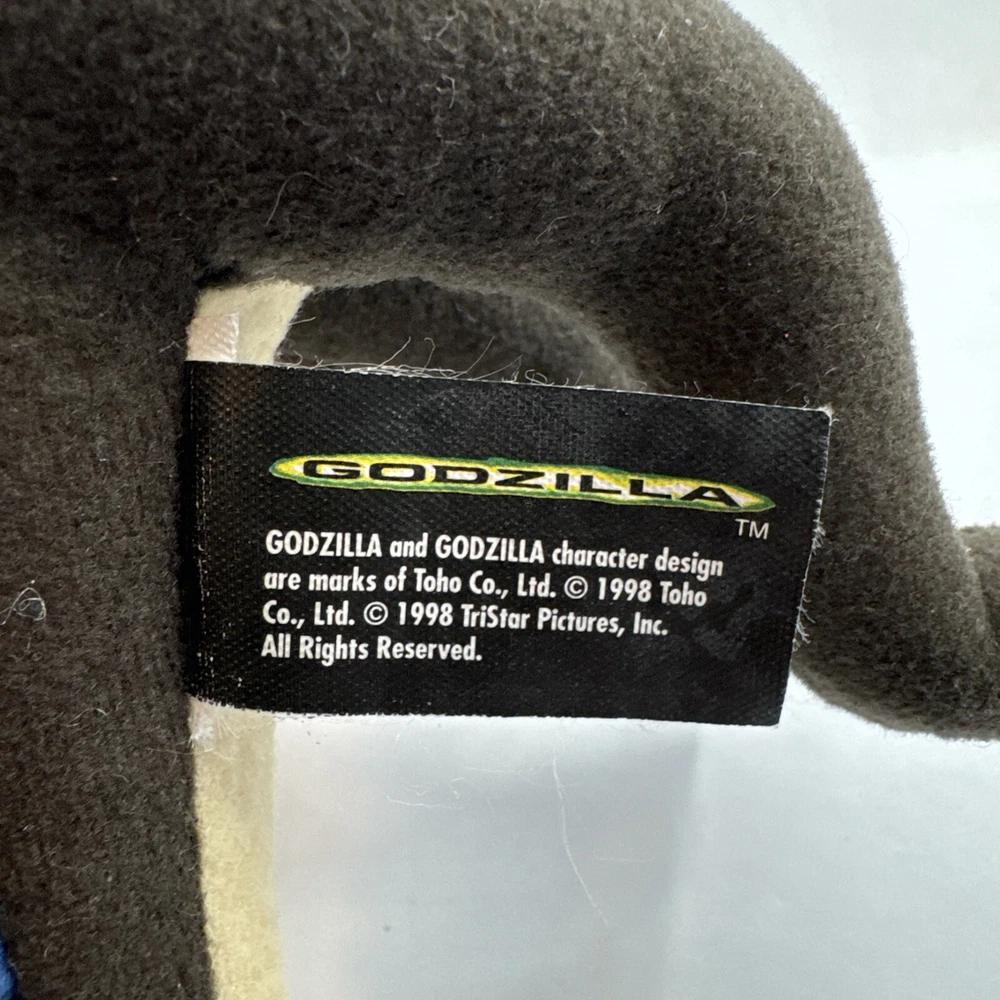 GODZILLA
TM
GODZILLA and GODZILLA character design
are marks of Toho Co., Ltd. © 1998 Toho
Co., Ltd. © 1998 TriStar Pictures, Inc.
All Rights Reserved.